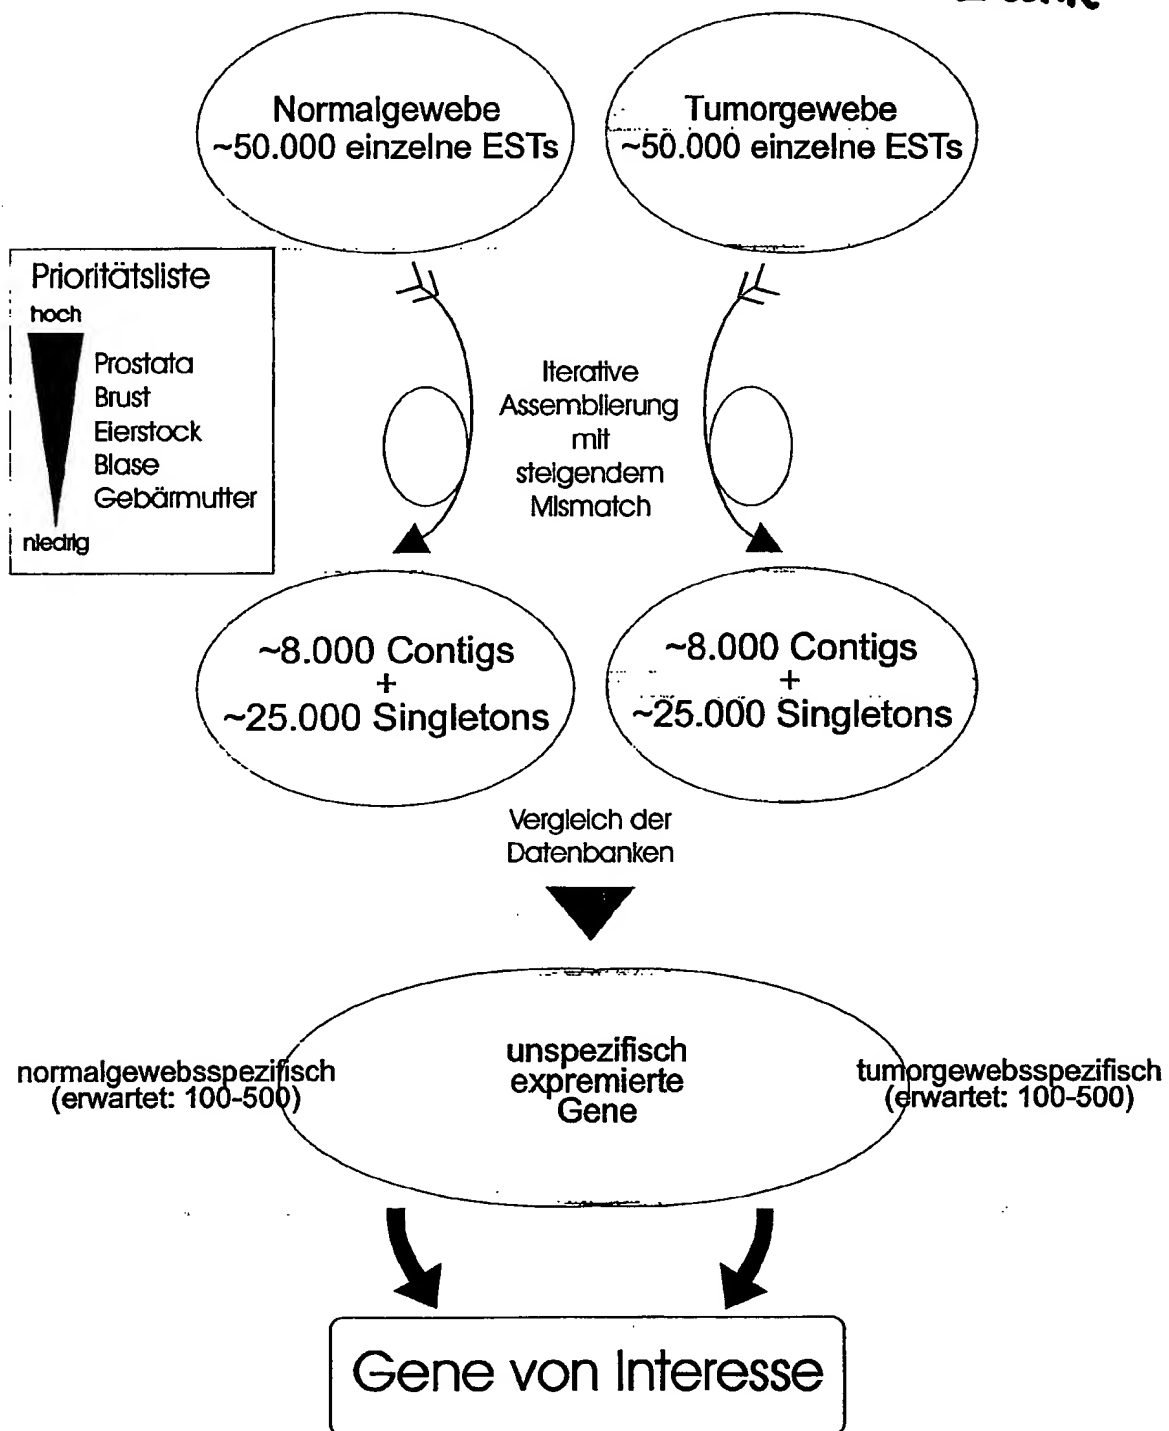 Normalgewebe
~50.000 einzelne ESTs
Tumorgewebe
~50.000 einzelne ESTs
Prioritätsliste
hoch
Prostata
Brust
Eierstock
Blase
Gebärmutter
niedrig
Iterative
Assemblierung
mit
steigendem
Mismatch
~8.000 Contigs
+
~25.000 Singletons
~8.000 Contigs
+
~25.000 Singletons
Vergleich der
Datenbanken
normalgewebsspezifisch
(erwartet: 100-500)
unspezifisch
expremierte
Gene
tumorgewebsspezifisch
(erwartet: 100-500)
Gene von Interesse